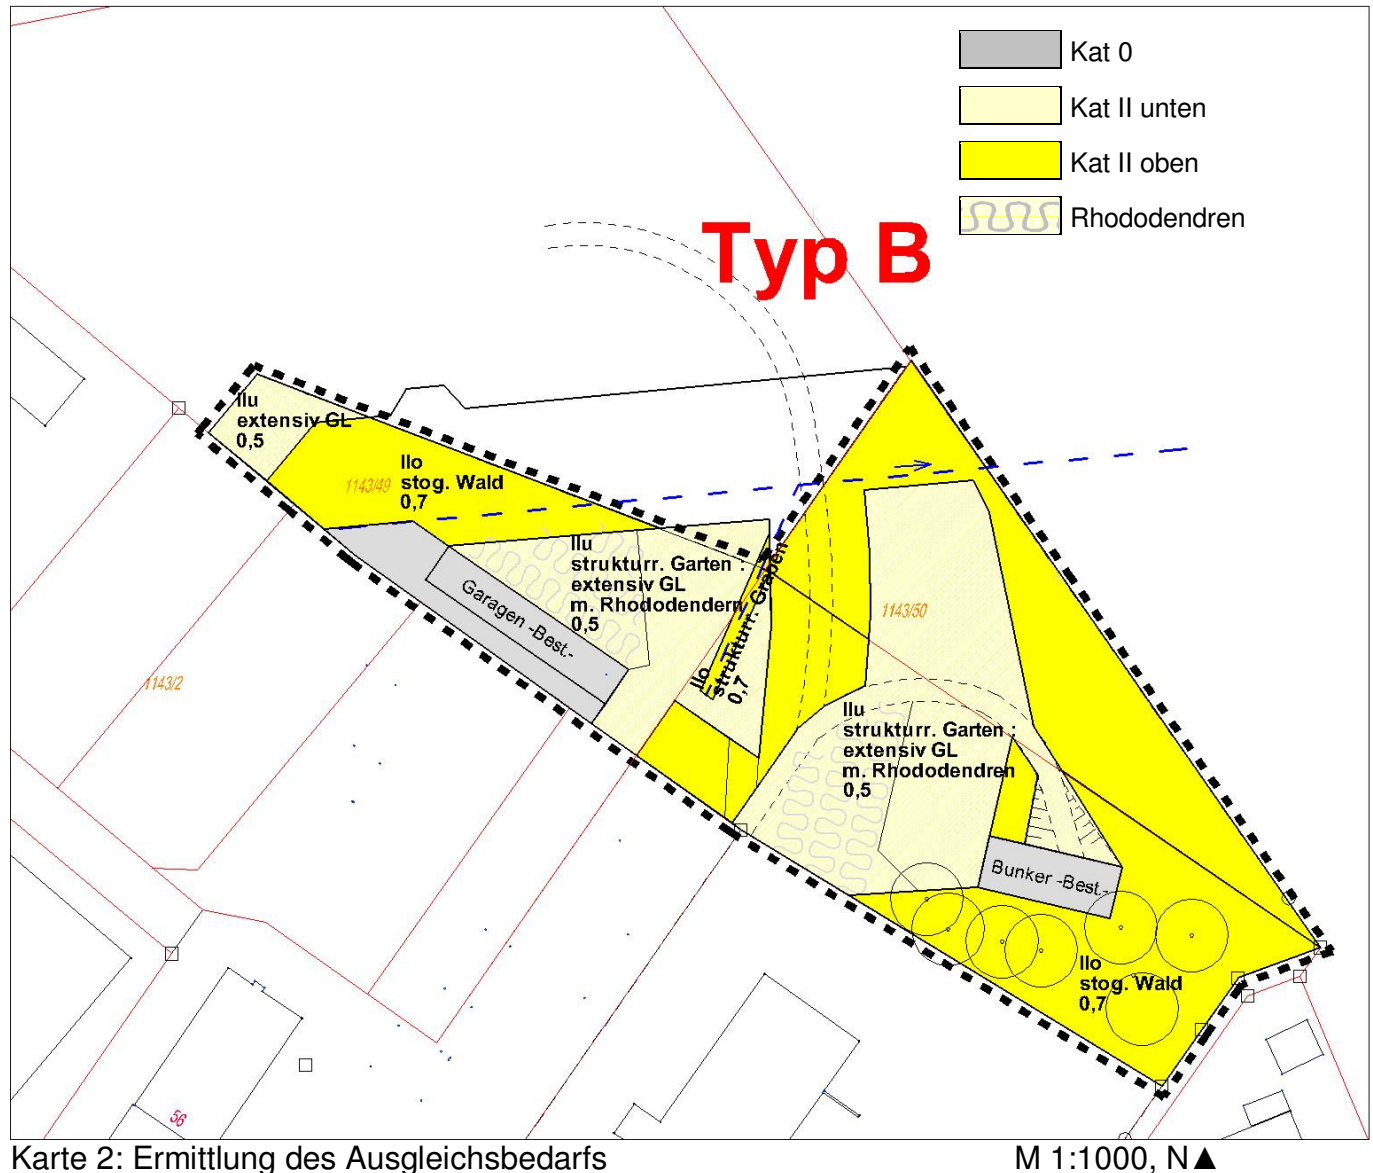 Kat 0
Kat II unten
Kat II oben
Rhododendren
Typ B
IIu
extensiv GL
0,5
IIo
stog. Wald
0,7
1143/49
IIu
strukturr. Garten :
extensiv GL
m. Rhododendern
0,5
Garagen -Best.-
IIo
strukturr. Graben
0,7
1143/50
1143/2
IIu
strukturr. Garten :
extensiv GL
m. Rhododendren
0,5
Bunker -Best.-
IIo
stog. Wald
0,7
56
Karte 2: Ermittlung des Ausgleichsbedarfs
M 1:1000, N▲